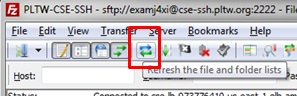 PLTW-CSE-SSH - sftp://examj4xi@cse-ssh.pltw.org:2222 - FileZilla
File Edit View Transfer Server Bookmarks Help
Refresh the file and folder lists
Host: